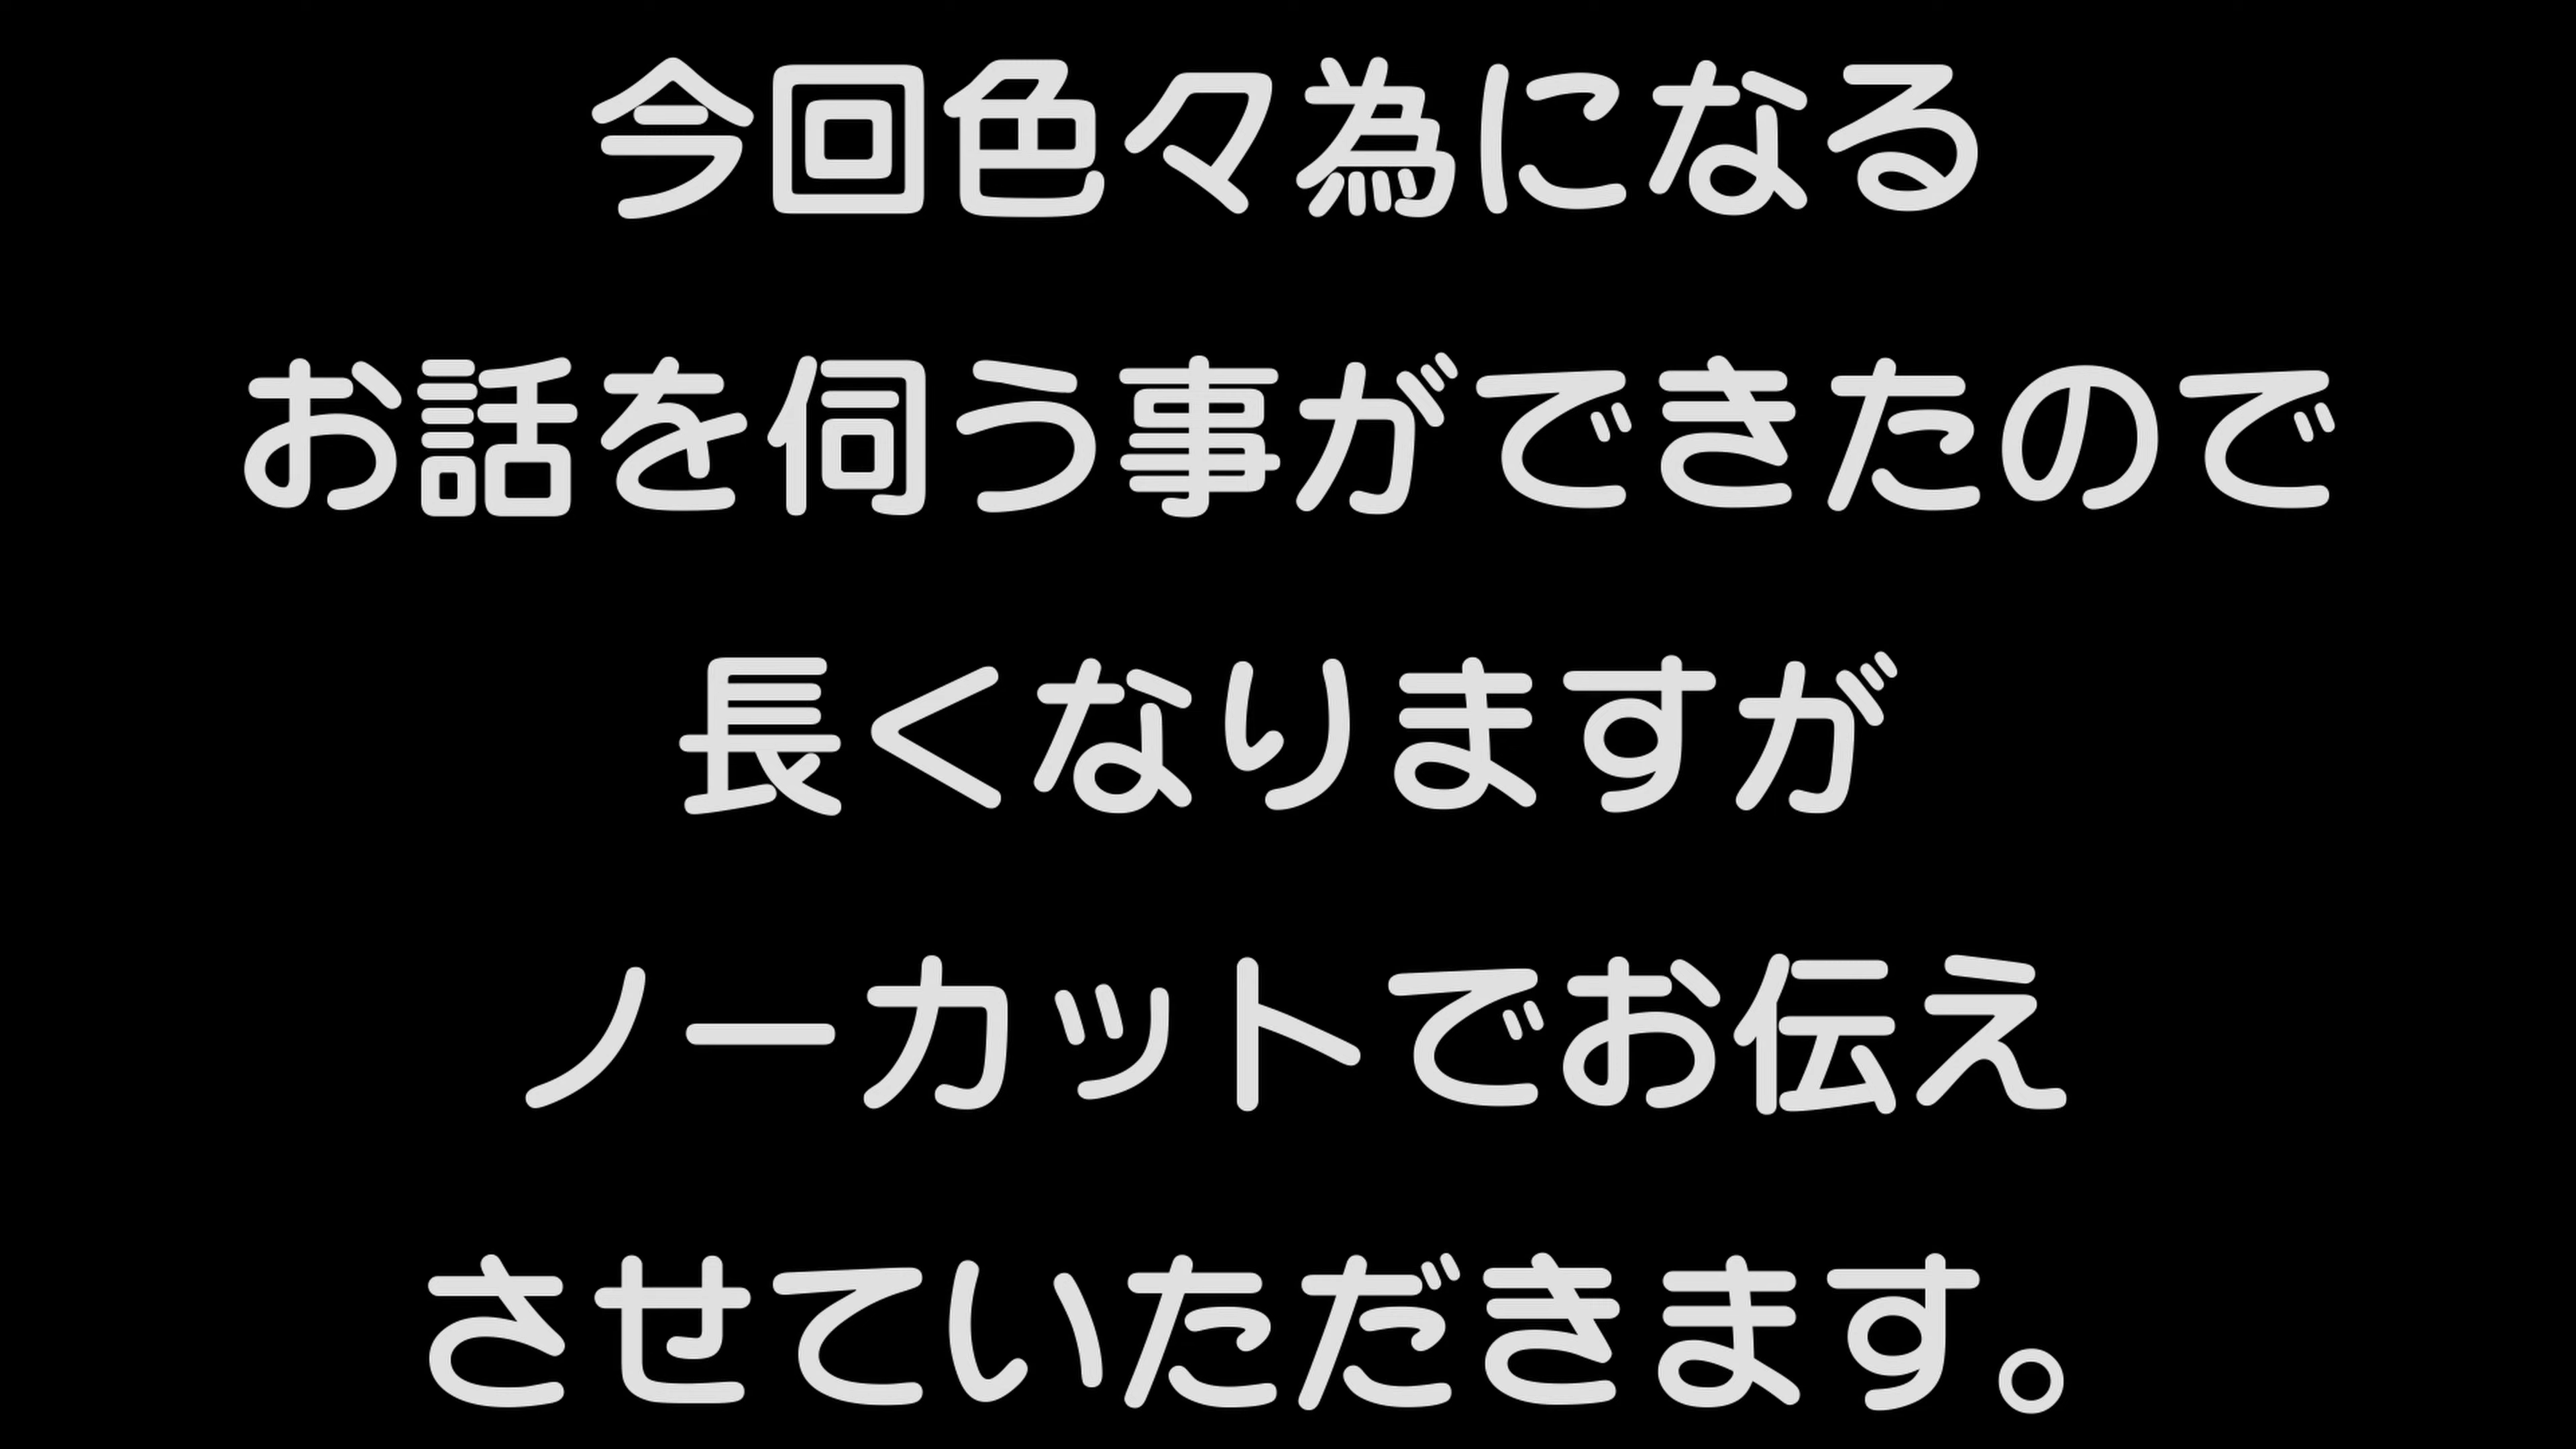 今回色々為になる
お話を伺う事ができたので
長くなりますが
ノーカットでお伝え
させていただきます。